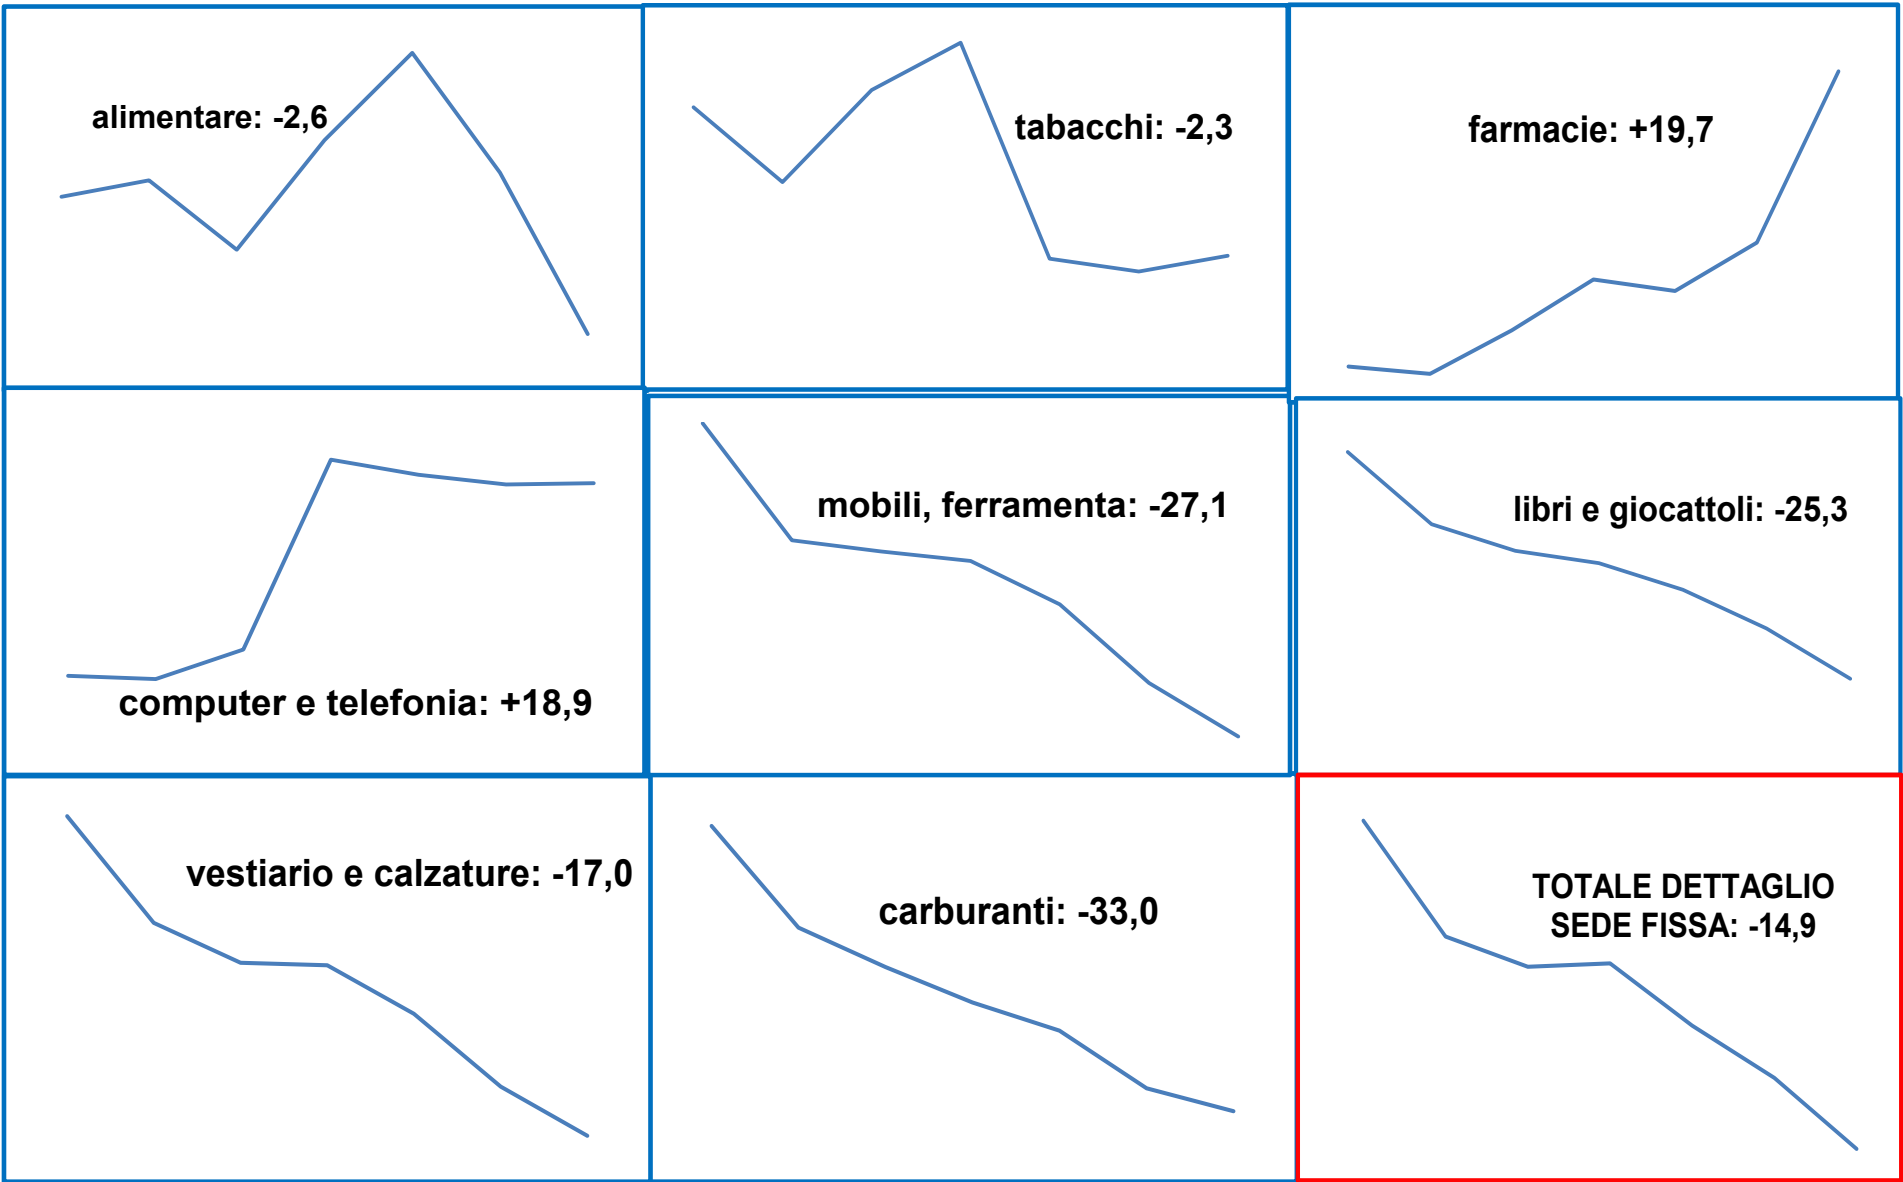 alimentare: -2,6
tabacchi: -2,3
farmacie: +19,7
computer e telefonia: +18,9
mobili, ferramenta: -27,1
libri e giocattoli: -25,3
vestiario e calzature: -17,0
carburanti: -33,0
TOTALE DETTAGLIO
SEDE FISSA: -14,9